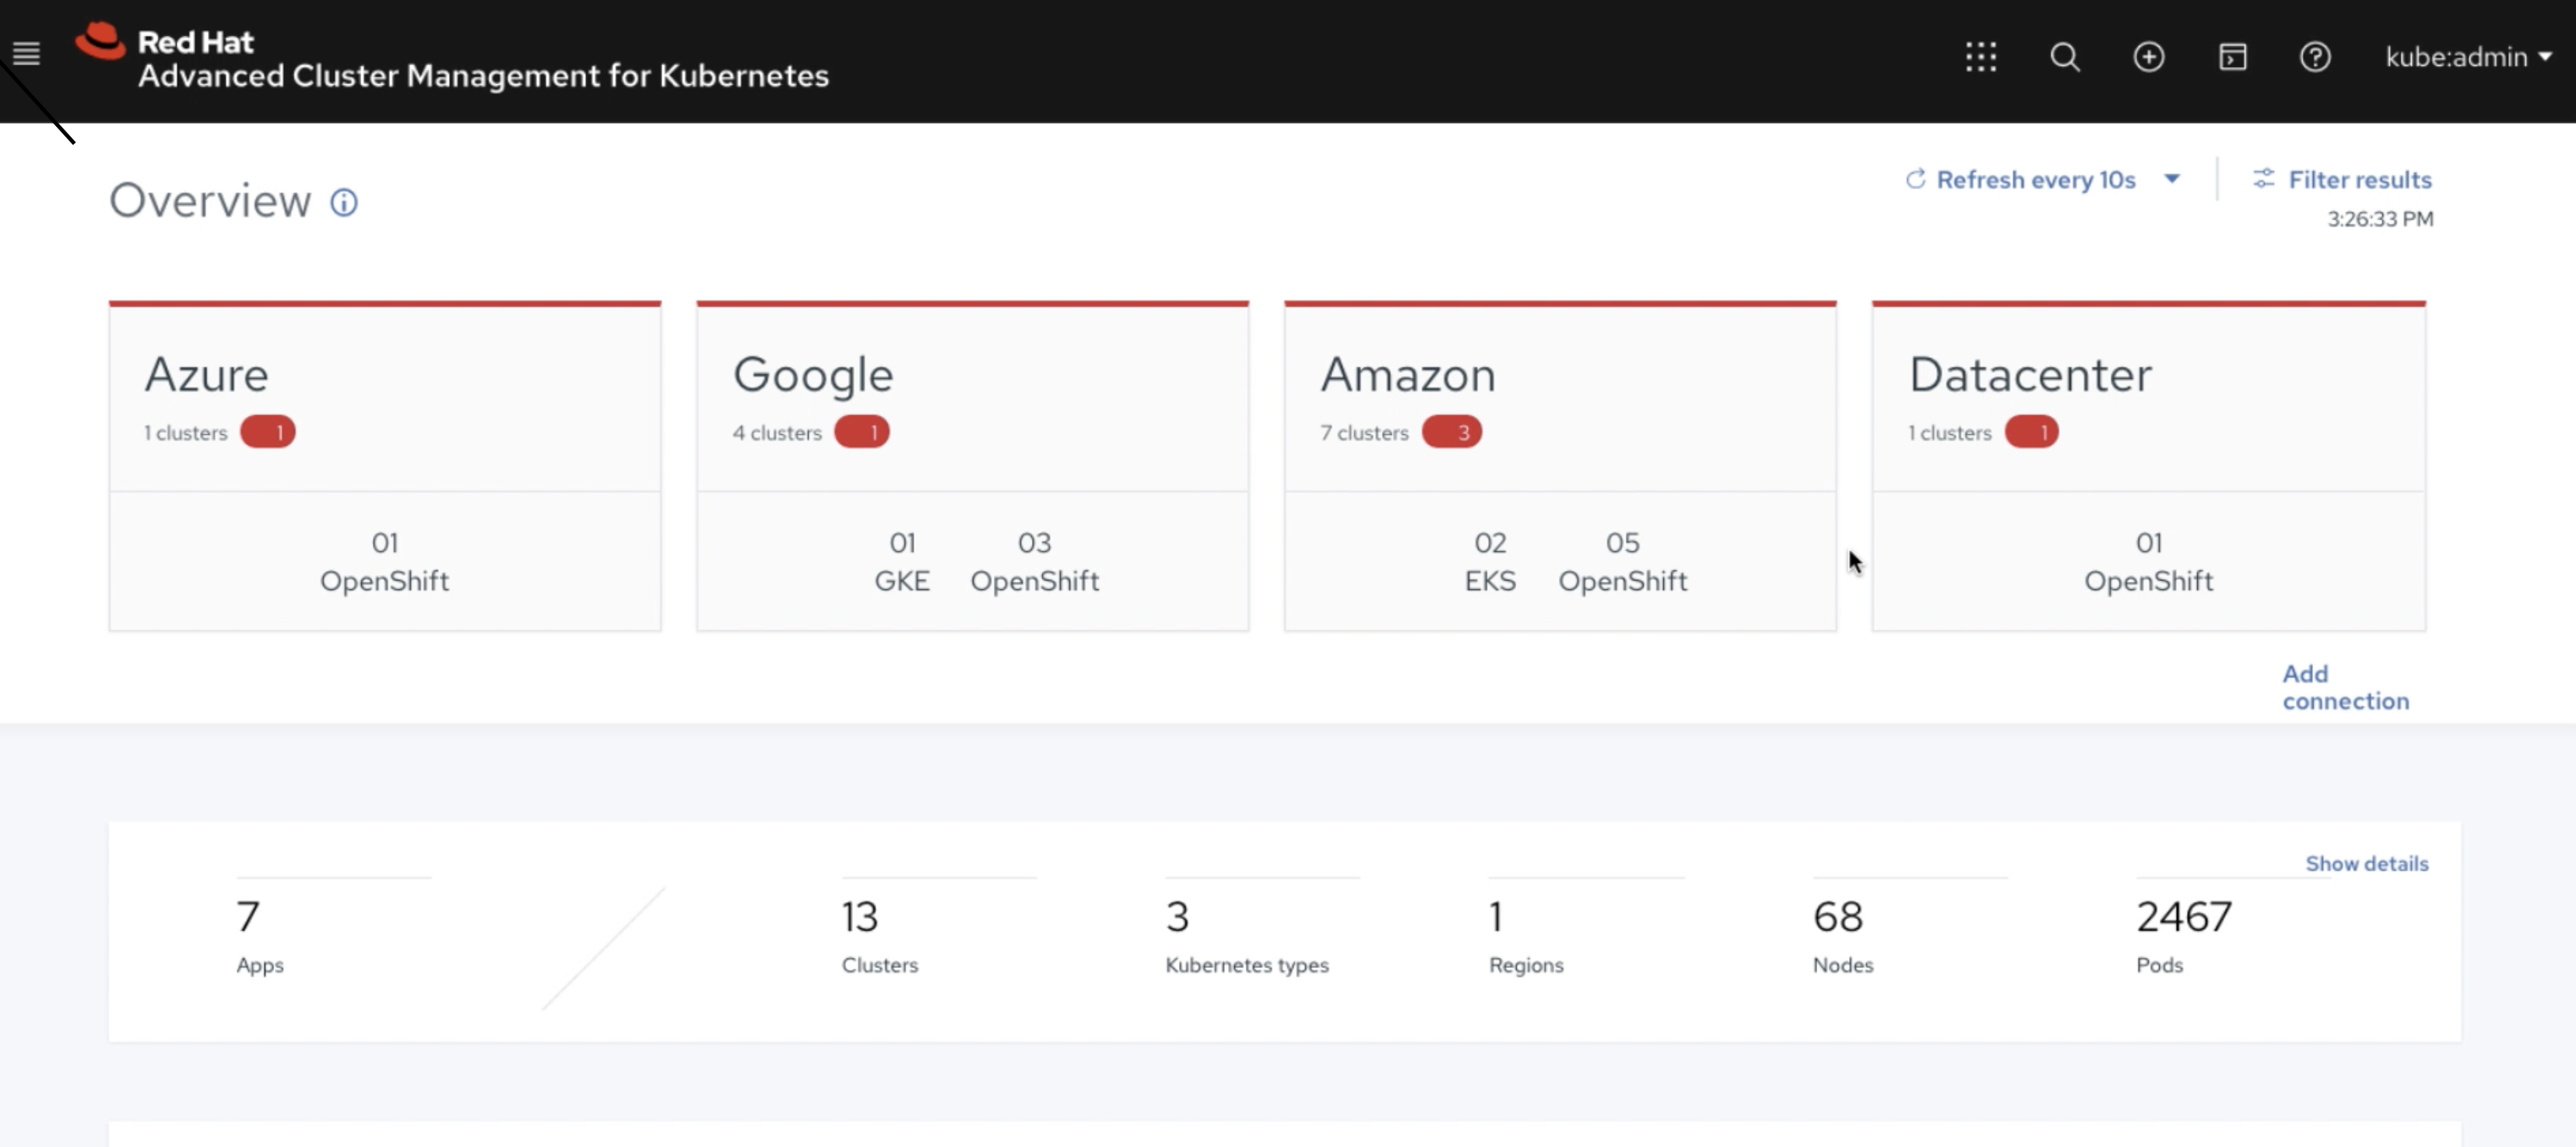 Red Hat
Advanced Cluster Management for Kubernetes
kube:admin
Overview
Refresh every 10s
Filter results
3:26:33 PM
Azure
1 clusters 1
01
OpenShift
Google
4 clusters 1
01 03
GKE OpenShift
Amazon
7 clusters 3
02 05
EKS OpenShift
Datacenter
1 clusters 1
01
OpenShift
Add
connection
Show details
7
Apps
13
Clusters
3
Kubernetes types
1
Regions
68
Nodes
2467
Pods